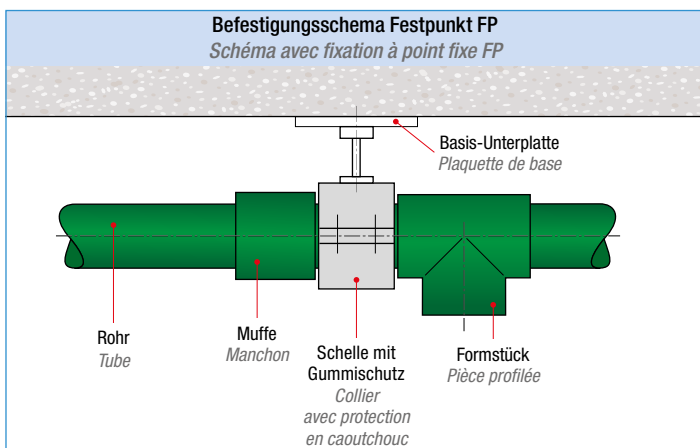 Befestigungsschema Festpunkt FP
Schéma avec fixation à point fixe FP
Basis-Unterplatte
Plaquette de base
Rohr
Tube
Muffe
Manchon
Schelle mit
Gummischutz
Collier
avec protection
en caoutchouc
Formstück
Pièce profilée